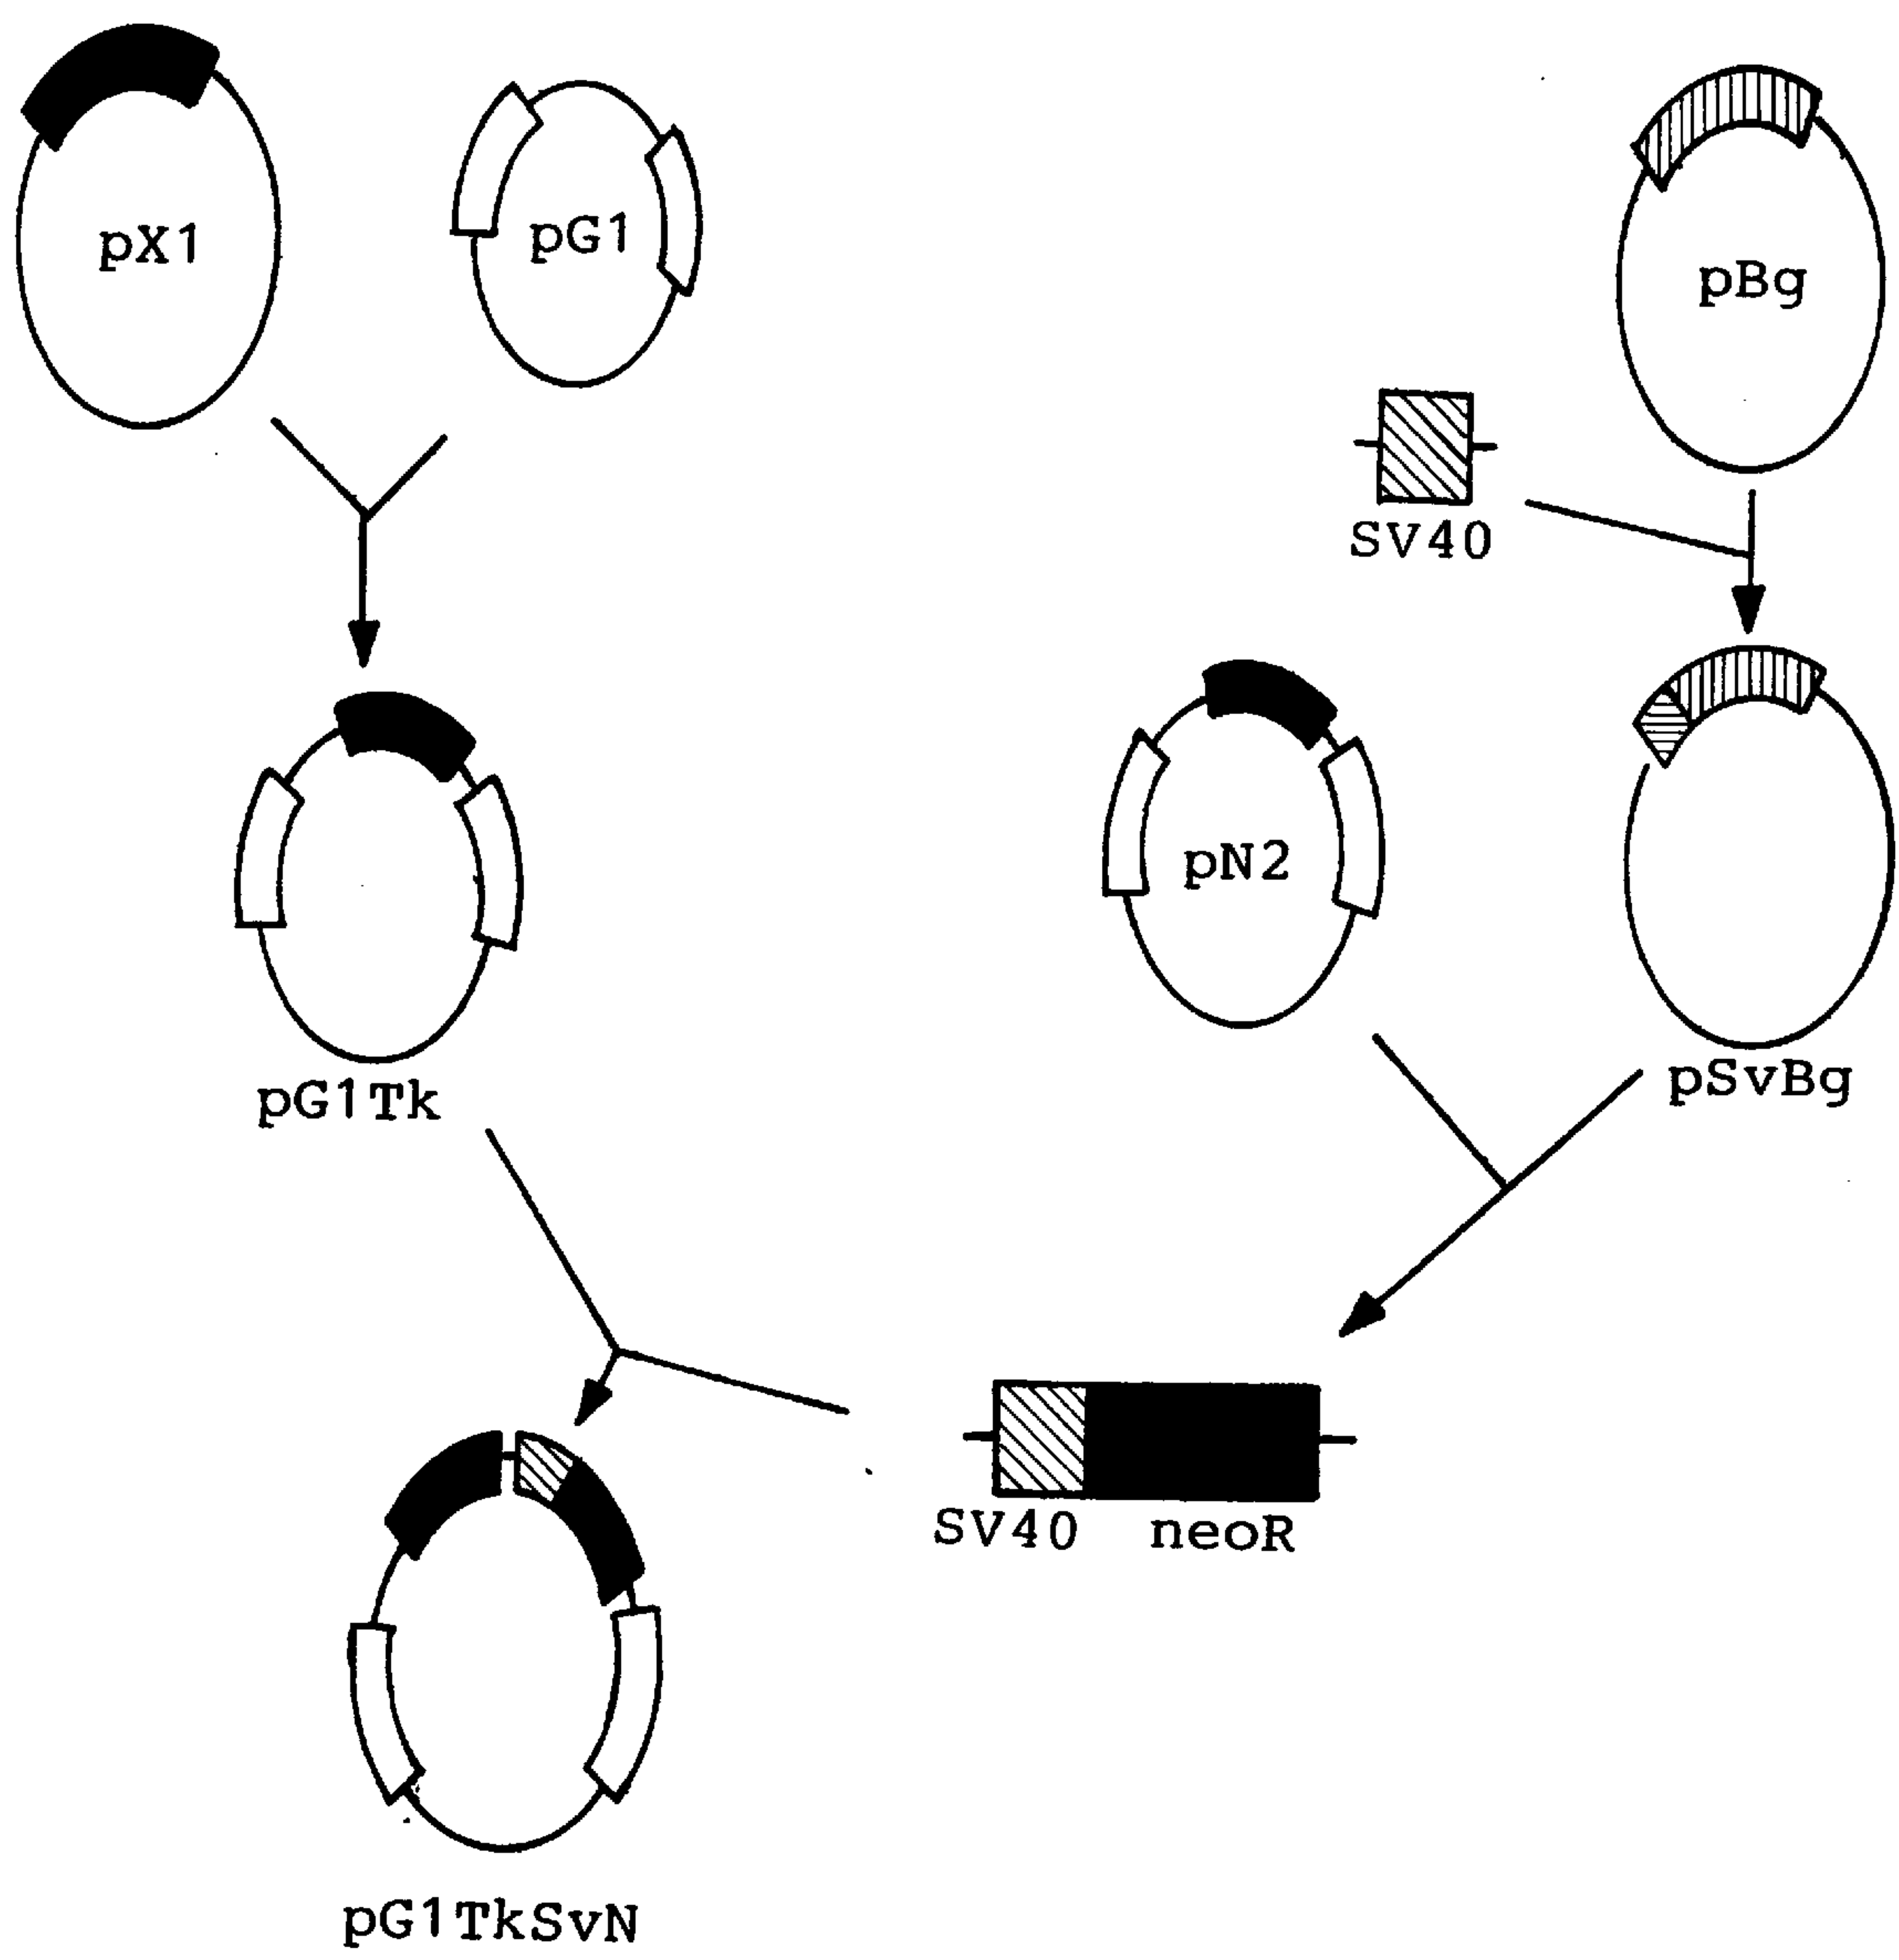 pX1
pG1
pBg
SV40
pN2
pG1Tk
pSvBg
SV40 neoR
pG1TkSvN